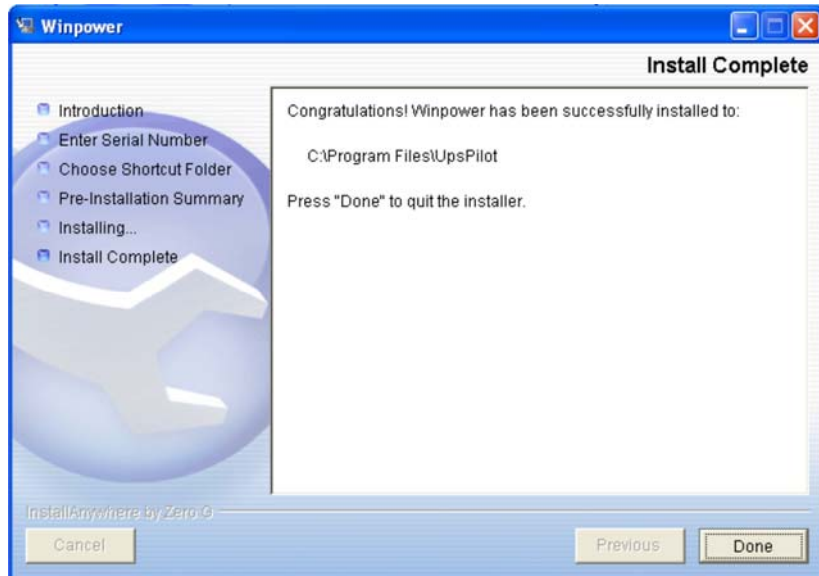 Winpower
Install Complete
Introduction
Enter Serial Number
Choose Shortcut Folder
Pre-Installation Summary
Installing...
Install Complete
Congratulations! Winpower has been successfully installed to:
C:\Program Files\UpsPilot
Press "Done" to quit the installer.
InstallAnywhere by Zero G
Cancel
Previous
Done